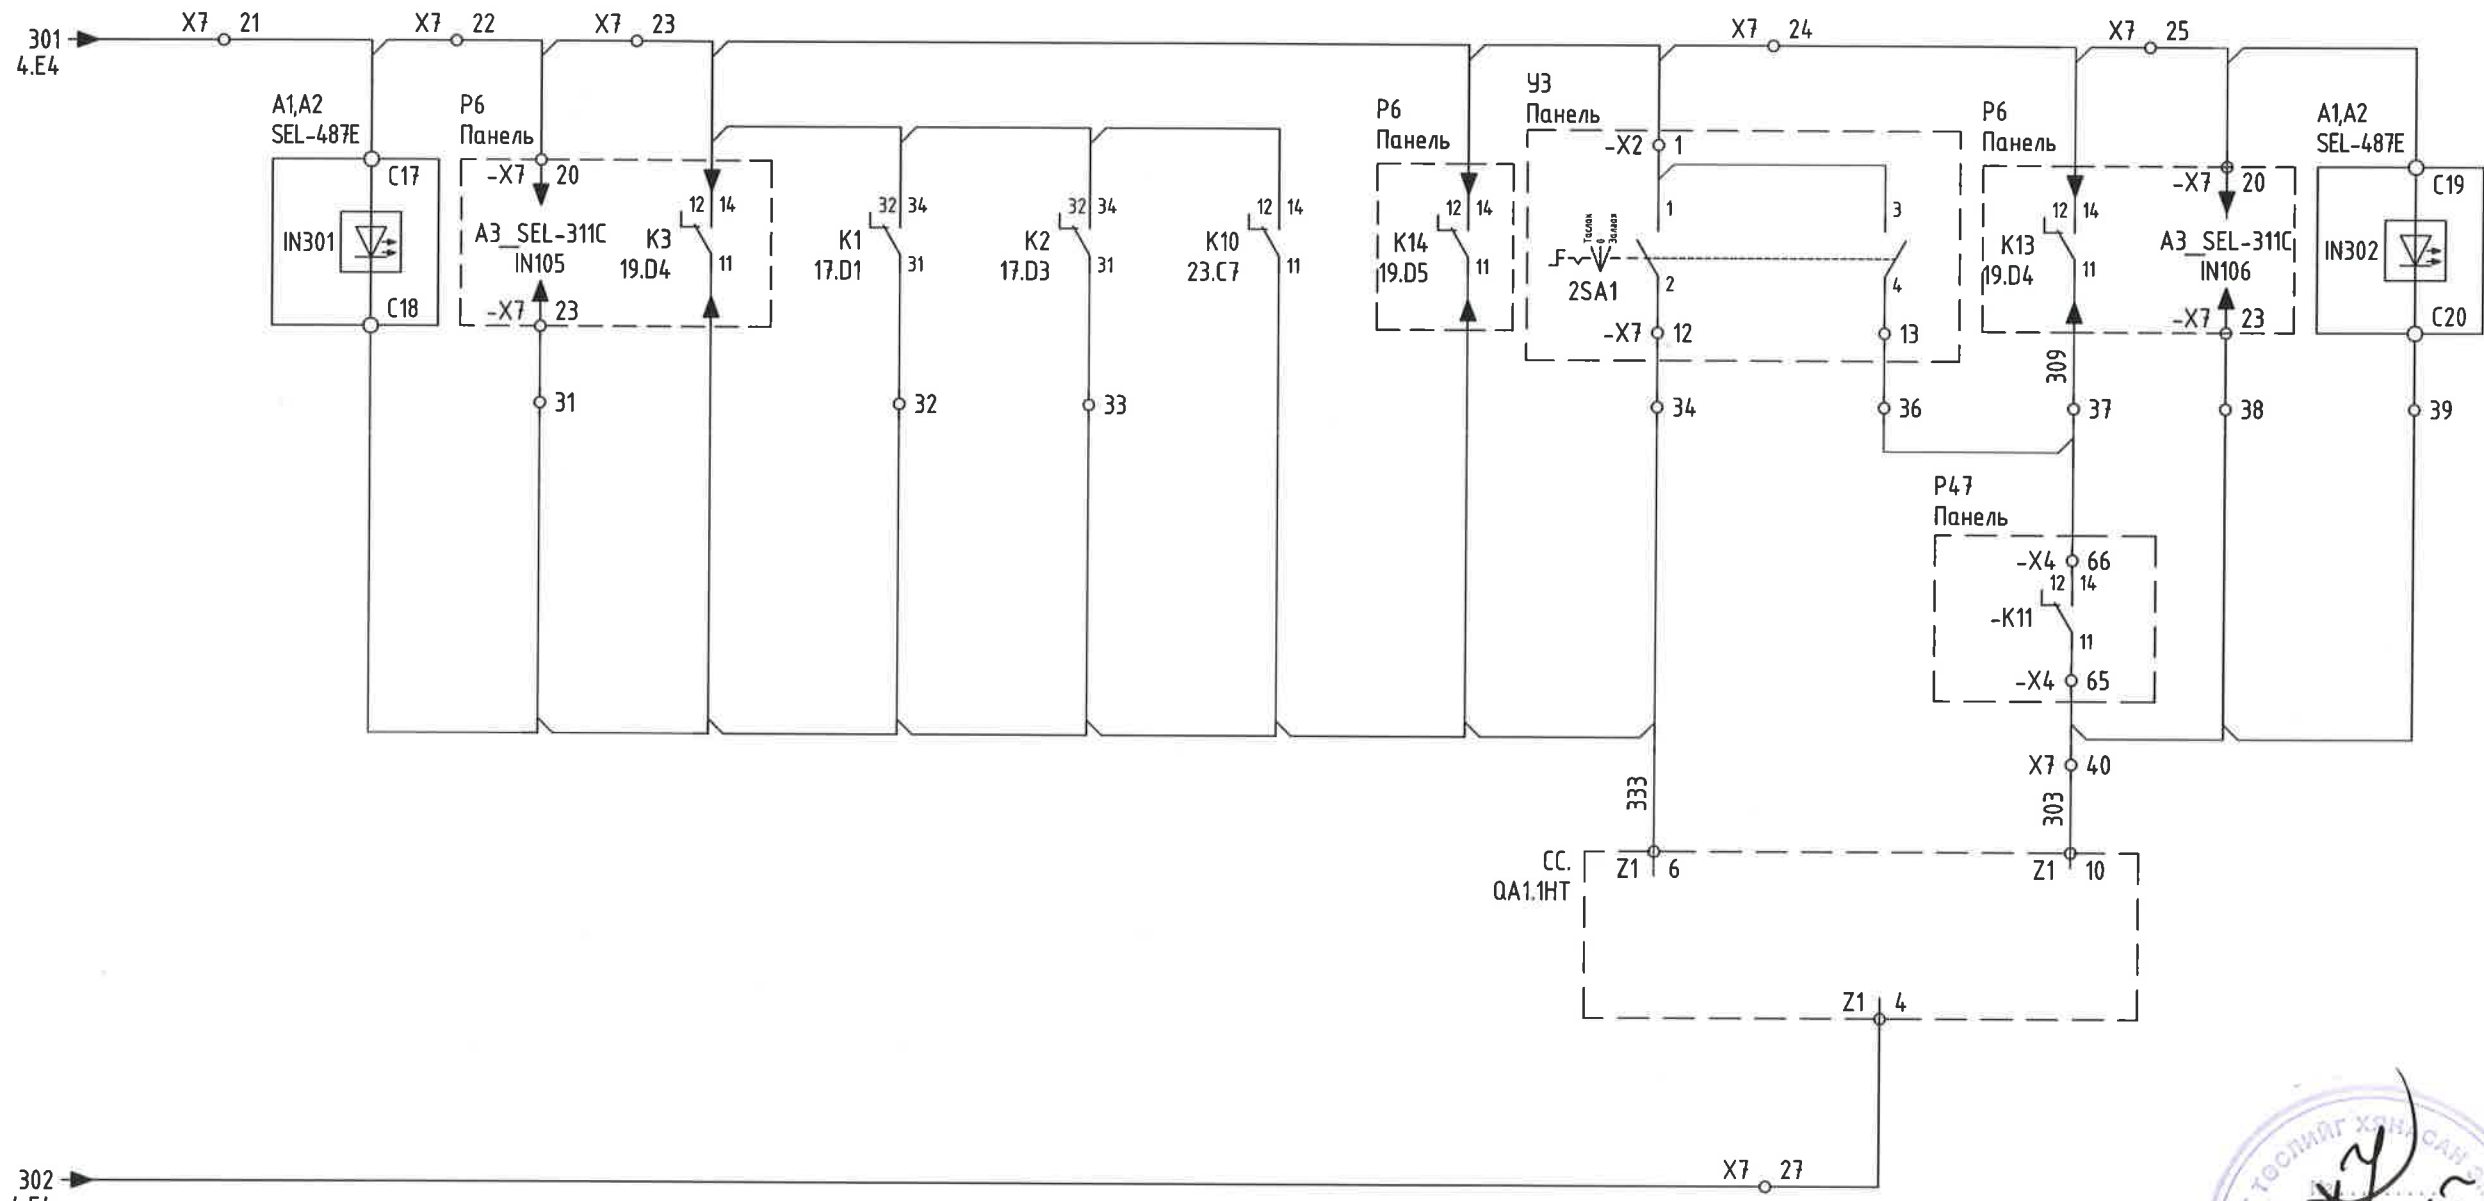 301
4.E4
X7 21
X7 22
X7 23
X7 24
X7 25
A1,A2
SEL-487E
C17
IN301
C18
P6
Панель
-X7 20
A3_SEL-311C
IN105
-X7 23
12 14
K3
19.D4
11
32 34
K1
17.D1
31
32 34
K2
17.D3
31
12 14
K10
23.C7
11
P6
Панель
12 14
K14
19.D5
11
УЗ
Панель
-X2 1
1
3
Таслах
0
Залгах
2SA1
2
4
-X7 12
13
P6
Панель
12 14
K13
19.D4
11
-X7 20
A3_SEL-311C
IN106
-X7 23
A1,A2
SEL-487E
C19
IN302
C20
309
31
32
33
34
36
37
38
39
P47
Панель
-X4 66
12 14
-K11
11
-X4 65
X7 40
333
303
CC.
QA1.1HT
Z1 6
Z1 10
Z1 4
302
X7 27
ТӨСЛИЙГ ХЯНАСАН